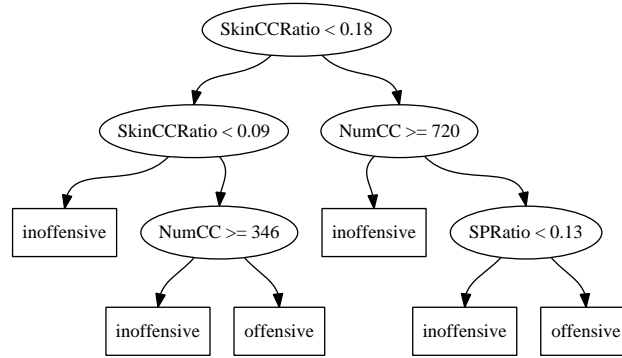 SkinCCRatio < 0.18
SkinCCRatio < 0.09
NumCC >= 720
inoffensive
NumCC >= 346
inoffensive
SPRatio < 0.13
inoffensive
offensive
inoffensive
offensive